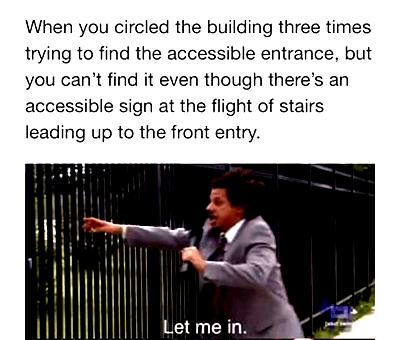 When you circled the building three times
trying to find the accessible entrance, but
you can’t find it even though there’s an
accessible sign at the flight of stairs
leading up to the front entry.
Let me in.